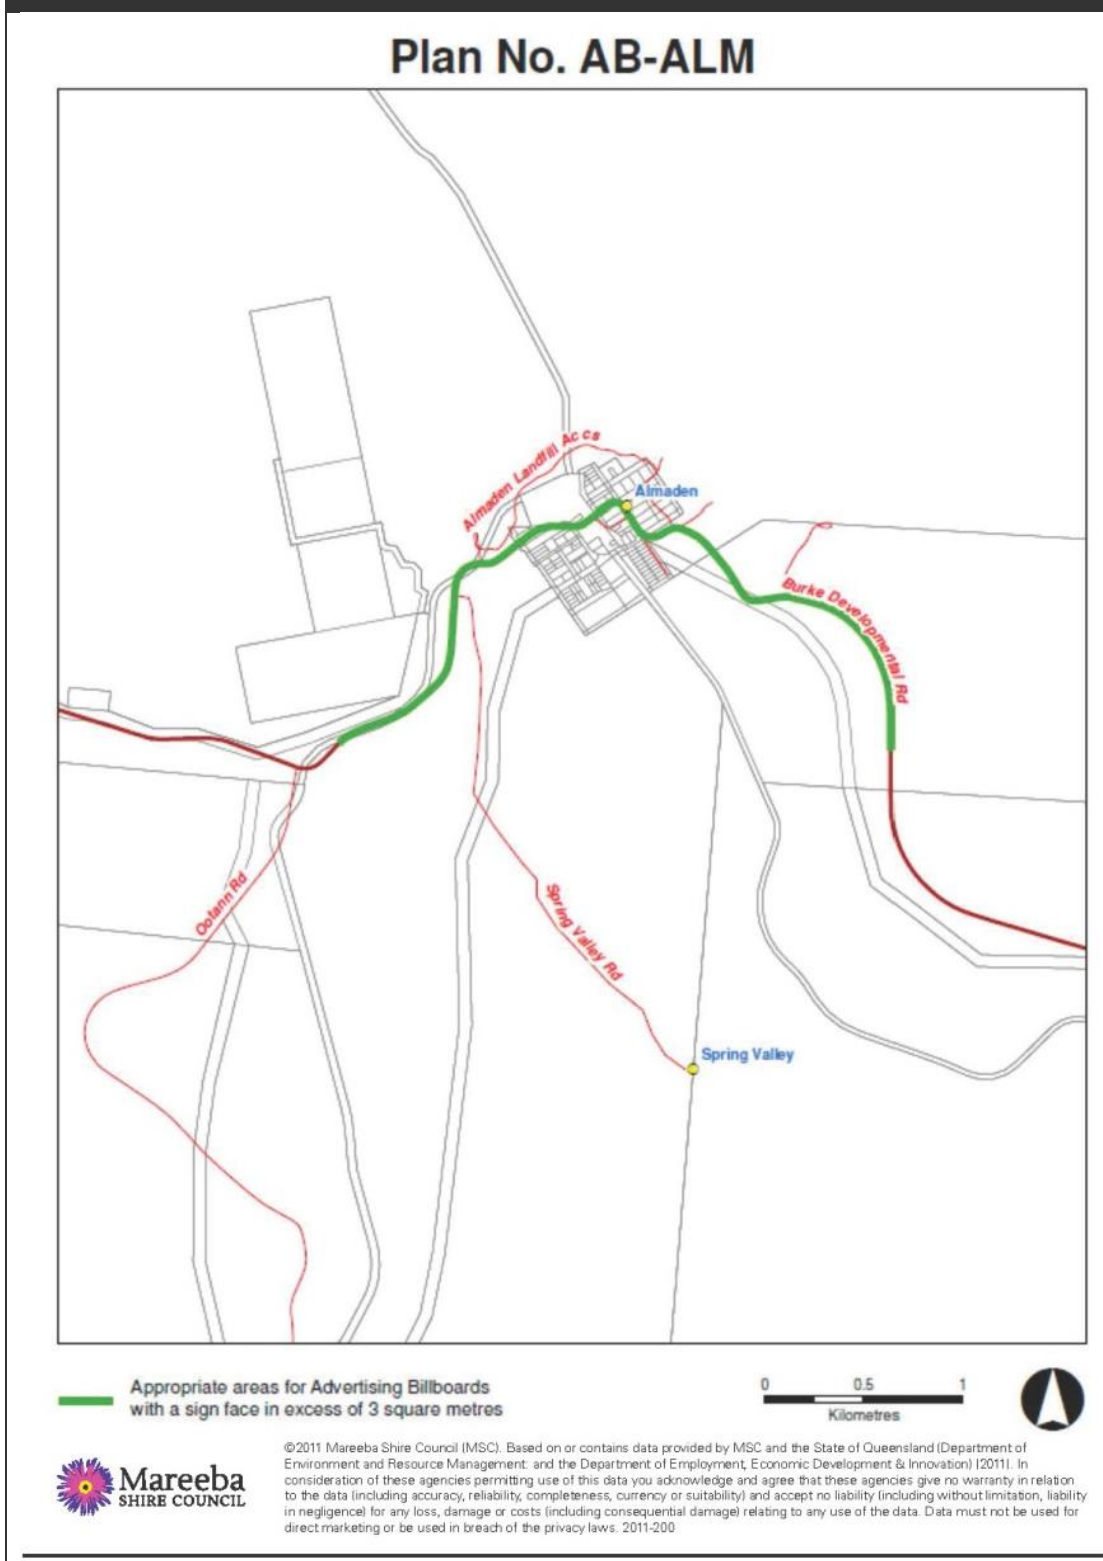 Plan No. AB-ALM
Almaden Landfill Accs
Almaden
Burke Developmental Rd
Ootann Rd
Spring Valley Rd
Spring Valley
Appropriate areas for Advertising Billboards
with a sign face in excess of 3 square metres
0 0.5 1
Kilometres
Mareeba
SHIRE COUNCIL
©2011 Mareeba Shire Council (MSC). Based on or contains data provided by MSC and the State of Queensland (Department of
Environment and Resource Management: and the Department of Employment, Economic Development & Innovation) [2011]. In
consideration of these agencies permitting use of this data you acknowledge and agree that these agencies give no warranty in relation
to the data (including accuracy, reliability, completeness, currency or suitability) and accept no liability (including without limitation, liability
in negligence) for any loss, damage or costs (including consequential damage) relating to any use of the data. Data must not be used for
direct marketing or be used in breach of the privacy laws. 2011-200